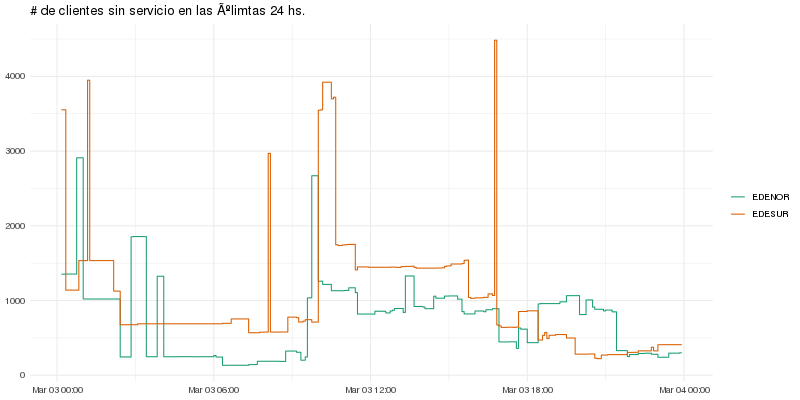 # de clientes sin servicio en las Ãºlimtas 24 hs.
4000
3000
2000
1000
0
Mar 03 00:00
Mar 03 06:00
Mar 03 12:00
Mar 03 18:00
Mar 04 00:00
EDENOR
EDESUR